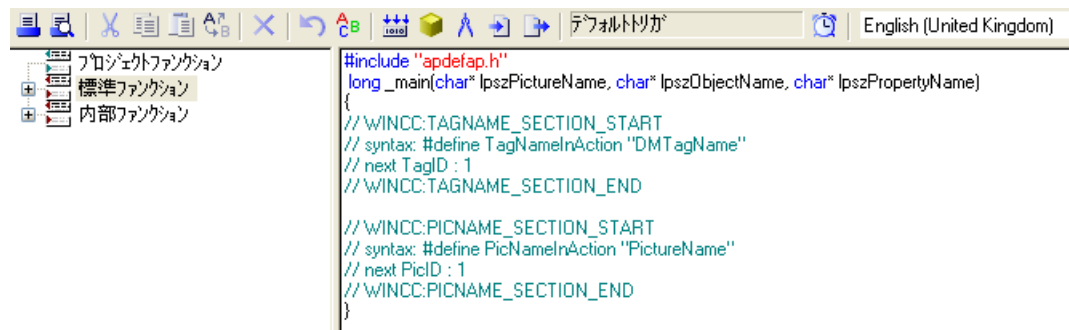 デフォルトトリガ
English (United Kingdom)
プロジェクトファンクション
標準ファンクション
内部ファンクション
#include "apdefap.h"
long _main(char* lpszPictureName, char* lpszObjectName, char* lpszPropertyName)
{
// WINCC:TAGNAME_SECTION_START
// syntax: #define TagNameInAction "DMTagName"
// next TagID : 1
// WINCC:TAGNAME_SECTION_END
// WINCC:PICNAME_SECTION_START
// syntax: #define PicNameInAction "PictureName"
// next PicID : 1
// WINCC:PICNAME_SECTION_END
}